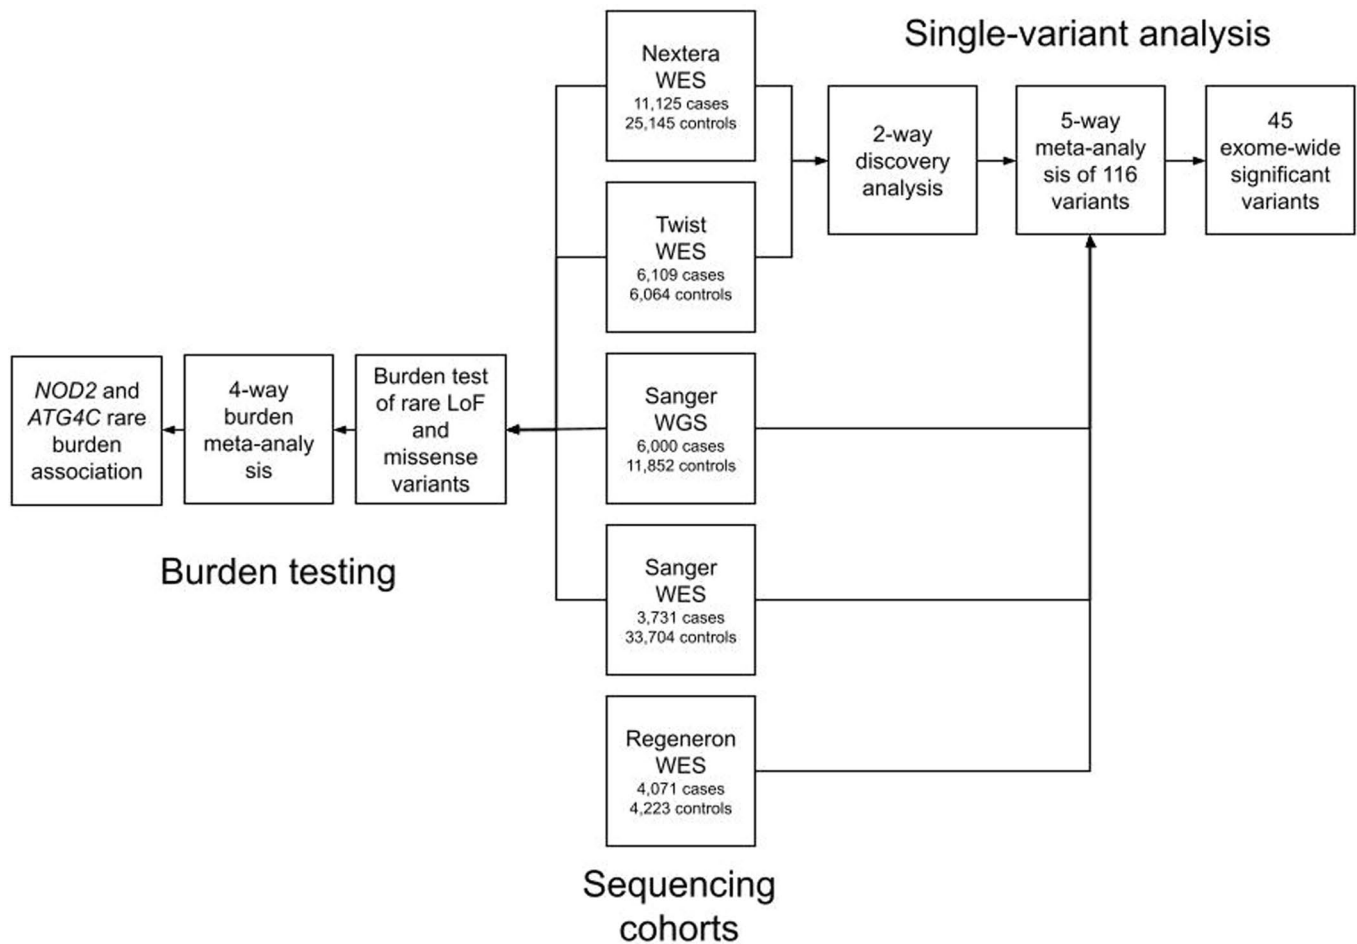 Single-variant analysis
Nextera
WES
11,125 cases
25,145 controls
2-way
discovery
analysis
5-way
meta-analy
sis of 116
variants
45
exome-wide
significant
variants
Twist
WES
6,109 cases
6,064 controls
NOD2 and
ATG4C rare
burden
association
4-way
burden
meta-analy
sis
Burden test
of rare LoF
and
missense
variants
Sanger
WGS
6,000 cases
11,852 controls
Burden testing
Sanger
WES
3,731 cases
33,704 controls
Regeneron
WES
4,071 cases
4,223 controls
Sequencing
cohorts